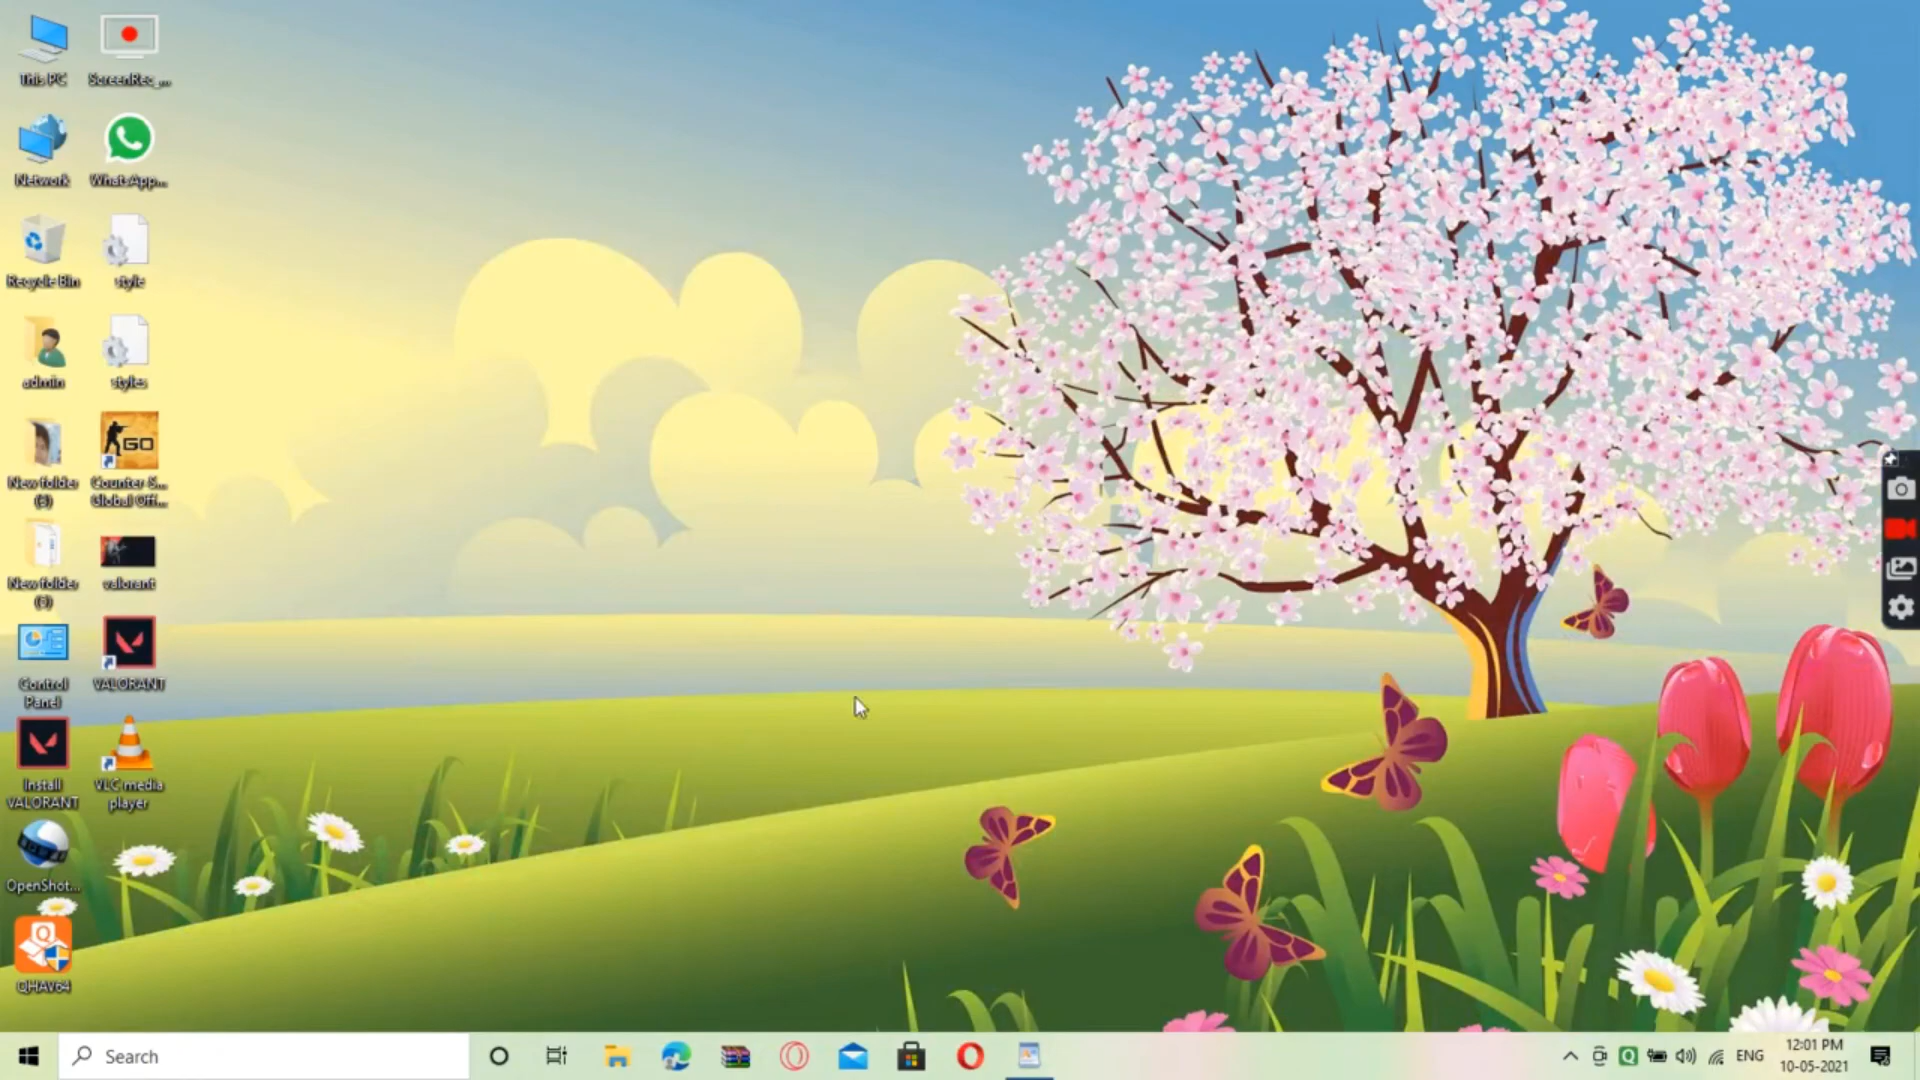 This PC
ScreenRec_...
Network
WhatsApp...
Recycle Bin
style
admin
styles
New folder
(3)
GO
Counter-S...
Global Off...
New folder
valorant
Control
Panel
VALORANT
Install
VALORANT
VLC media
player
OpenShot...
QHAV64
Search
ENG
12:01 PM
10-05-2021